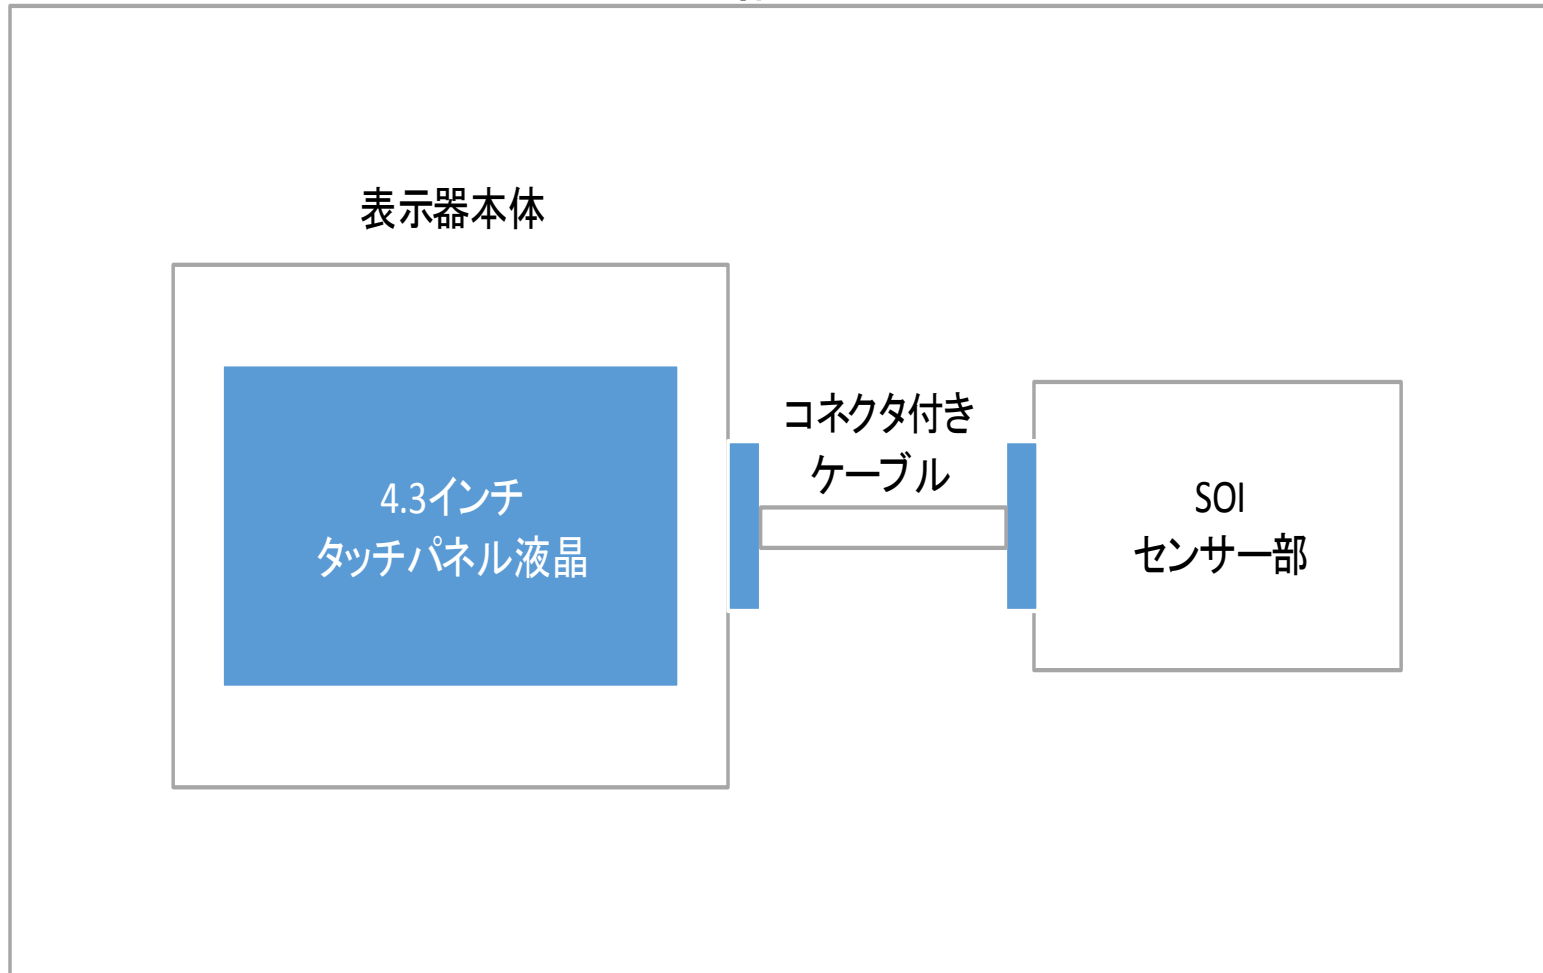 表示器本体
4.3インチ
タッチパネル液晶
コネクタ付き
ケーブル
SOI
センサー部